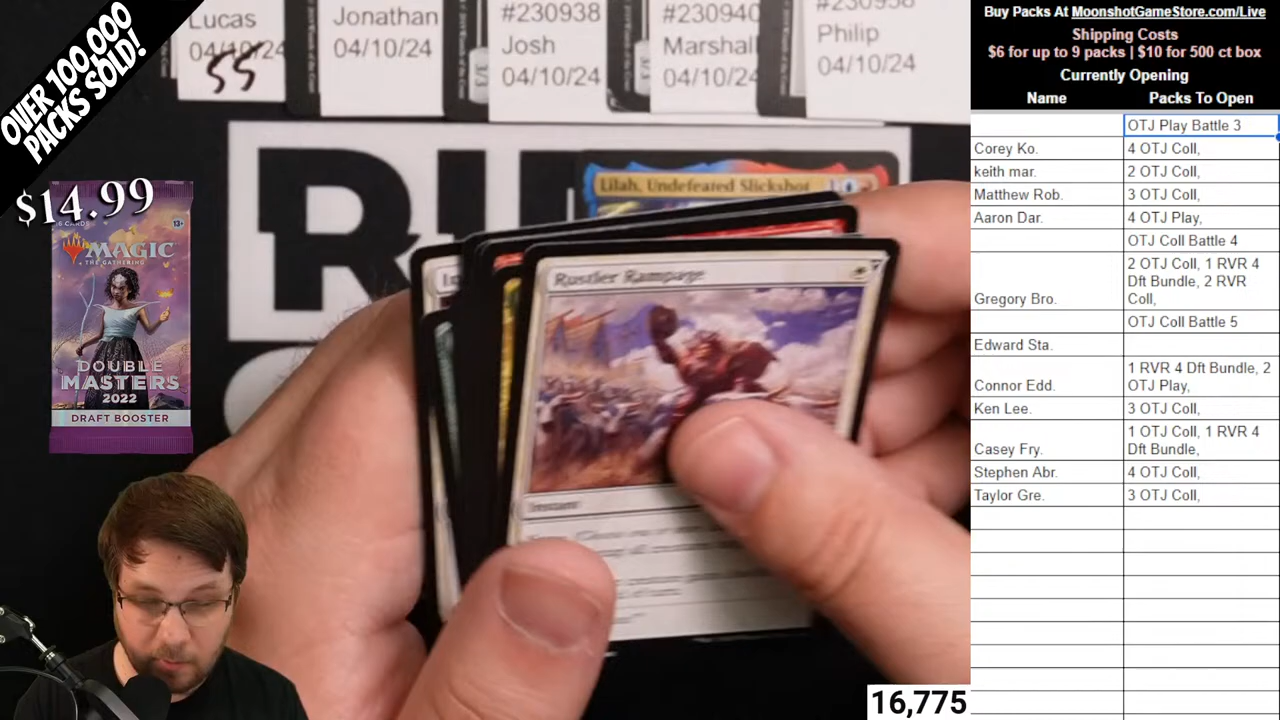 OVER 100,000
PACKS SOLD!
Lucas
04/10/24
55
Jonathan
04/10/24
#230938
Josh
04/10/24
#230940
Marshall
04/10/24
Philip
04/10/24
$14.99
MAGIC
THE GATHERING
13+
DOUBLE
MASTERS
2022
DRAFT BOOSTER
Lilah, Undefeated Slickshot
Rustler Rampage
Instant
16,775
Buy Packs At MoonshotGameStore.com/Live
Shipping Costs
$6 for up to 9 packs | $10 for 500 ct box
Currently Opening
Name Packs To Open
OTJ Play Battle 3
Corey Ko. 4 OTJ Coll,
keith mar. 2 OTJ Coll,
Matthew Rob. 3 OTJ Coll,
Aaron Dar. 4 OTJ Play,
OTJ Coll Battle 4
Gregory Bro. 2 OTJ Coll, 1 RVR 4
Dft Bundle, 2 RVR
Coll,
OTJ Coll Battle 5
Edward Sta.
Connor Edd. 1 RVR 4 Dft Bundle, 2
OTJ Play,
Ken Lee. 3 OTJ Coll,
Casey Fry. 1 OTJ Coll, 1 RVR 4
Dft Bundle,
Stephen Abr. 4 OTJ Coll,
Taylor Gre. 3 OTJ Coll,